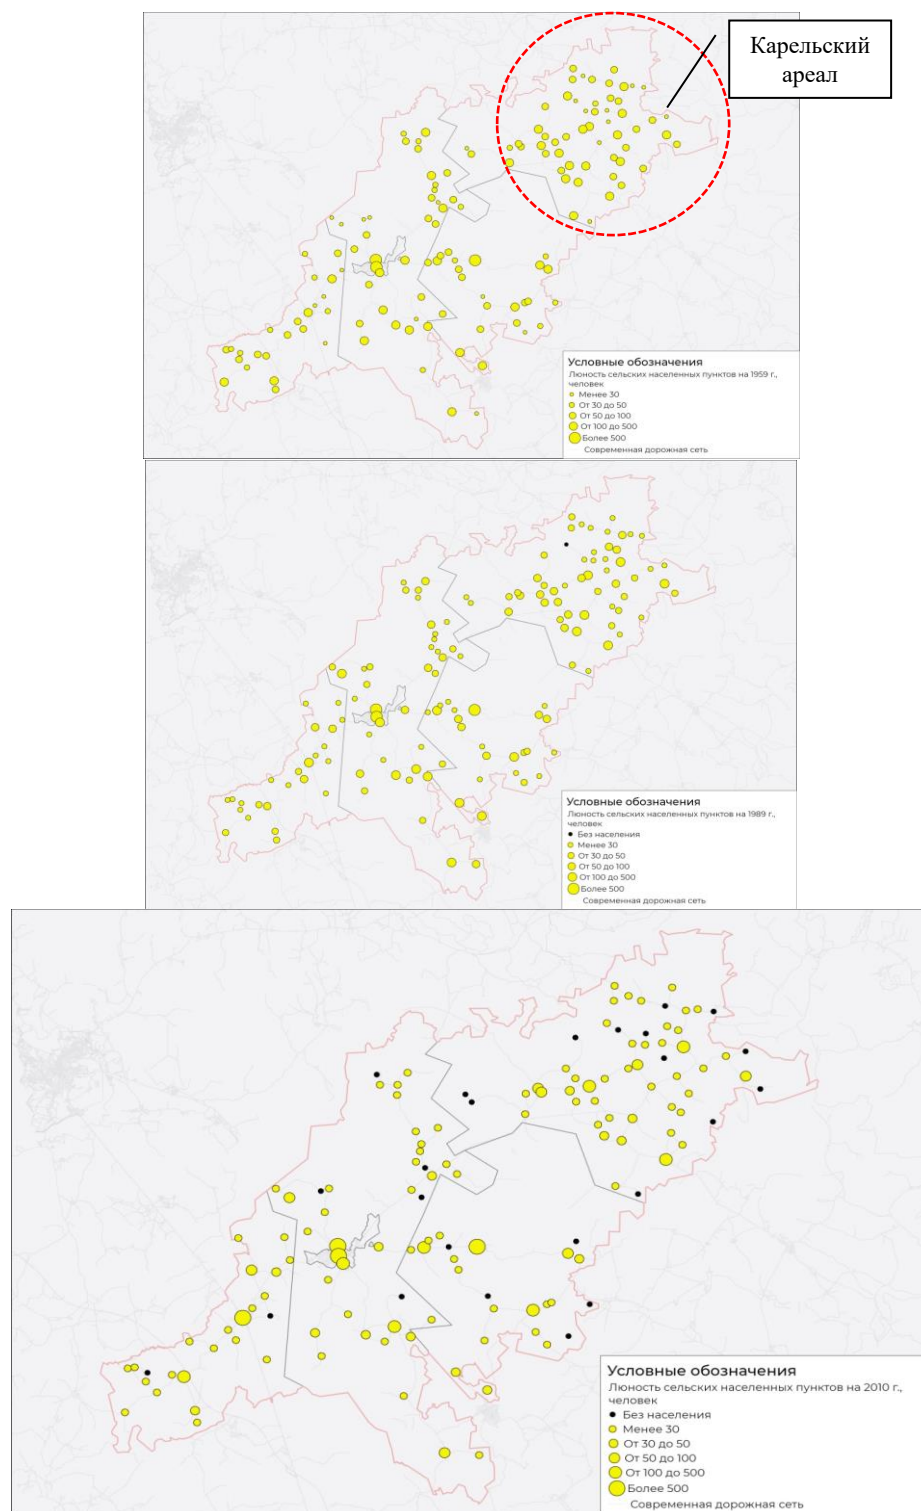 Карельский
ареал
Условные обозначения
Люность сельских населенных пунктов на 1959 г.,
человек
Менее 30
От 30 до 50
От 50 до 100
От 100 до 500
Более 500
Современная дорожная сеть
Условные обозначения
Люность сельских населенных пунктов на 1989 г.,
человек
Без населения
Менее 30
От 30 до 50
От 50 до 100
От 100 до 500
Более 500
Современная дорожная сеть
Условные обозначения
Люность сельских населенных пунктов на 2010 г.,
человек
Без населения
Менее 30
От 30 до 50
От 50 до 100
От 100 до 500
Более 500
Современная дорожная сеть